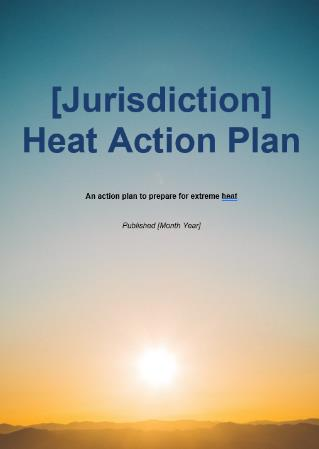 [Jurisdiction]
Heat Action Plan
An action plan to prepare for extreme heat
Published [Month Year]